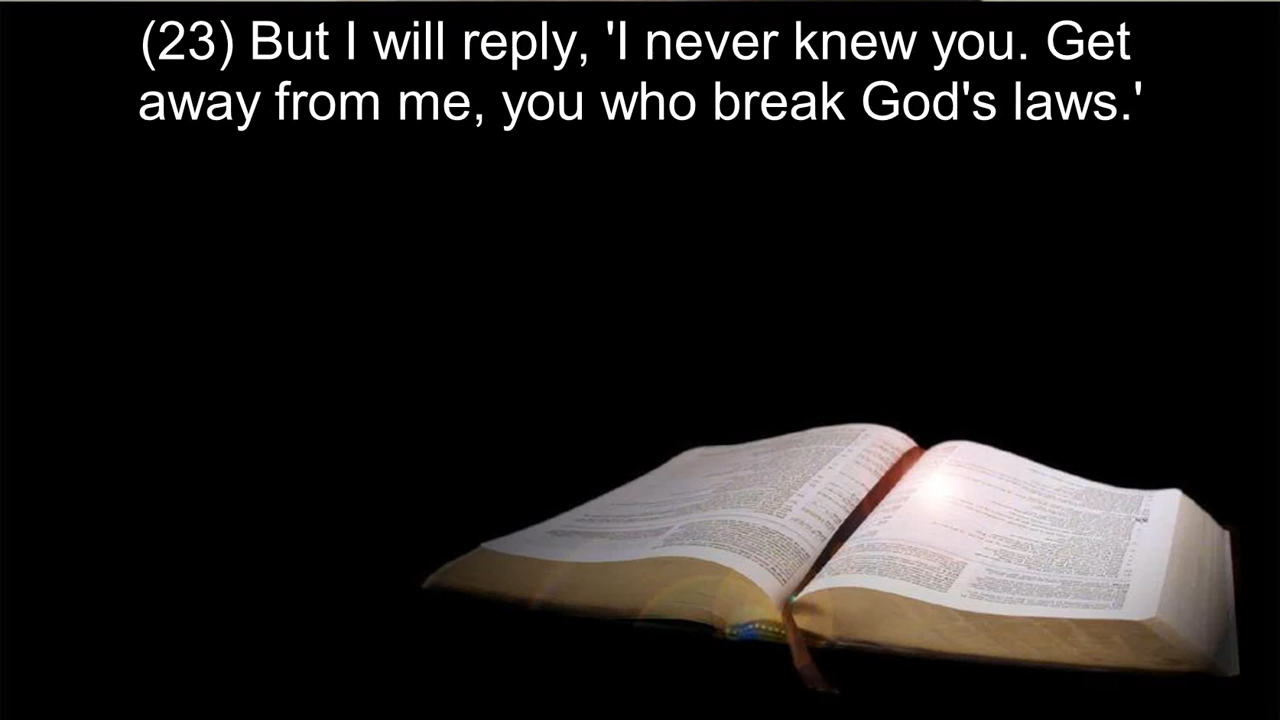 (23) But I will reply, 'I never knew you. Get
away from me, you who break God's laws.'